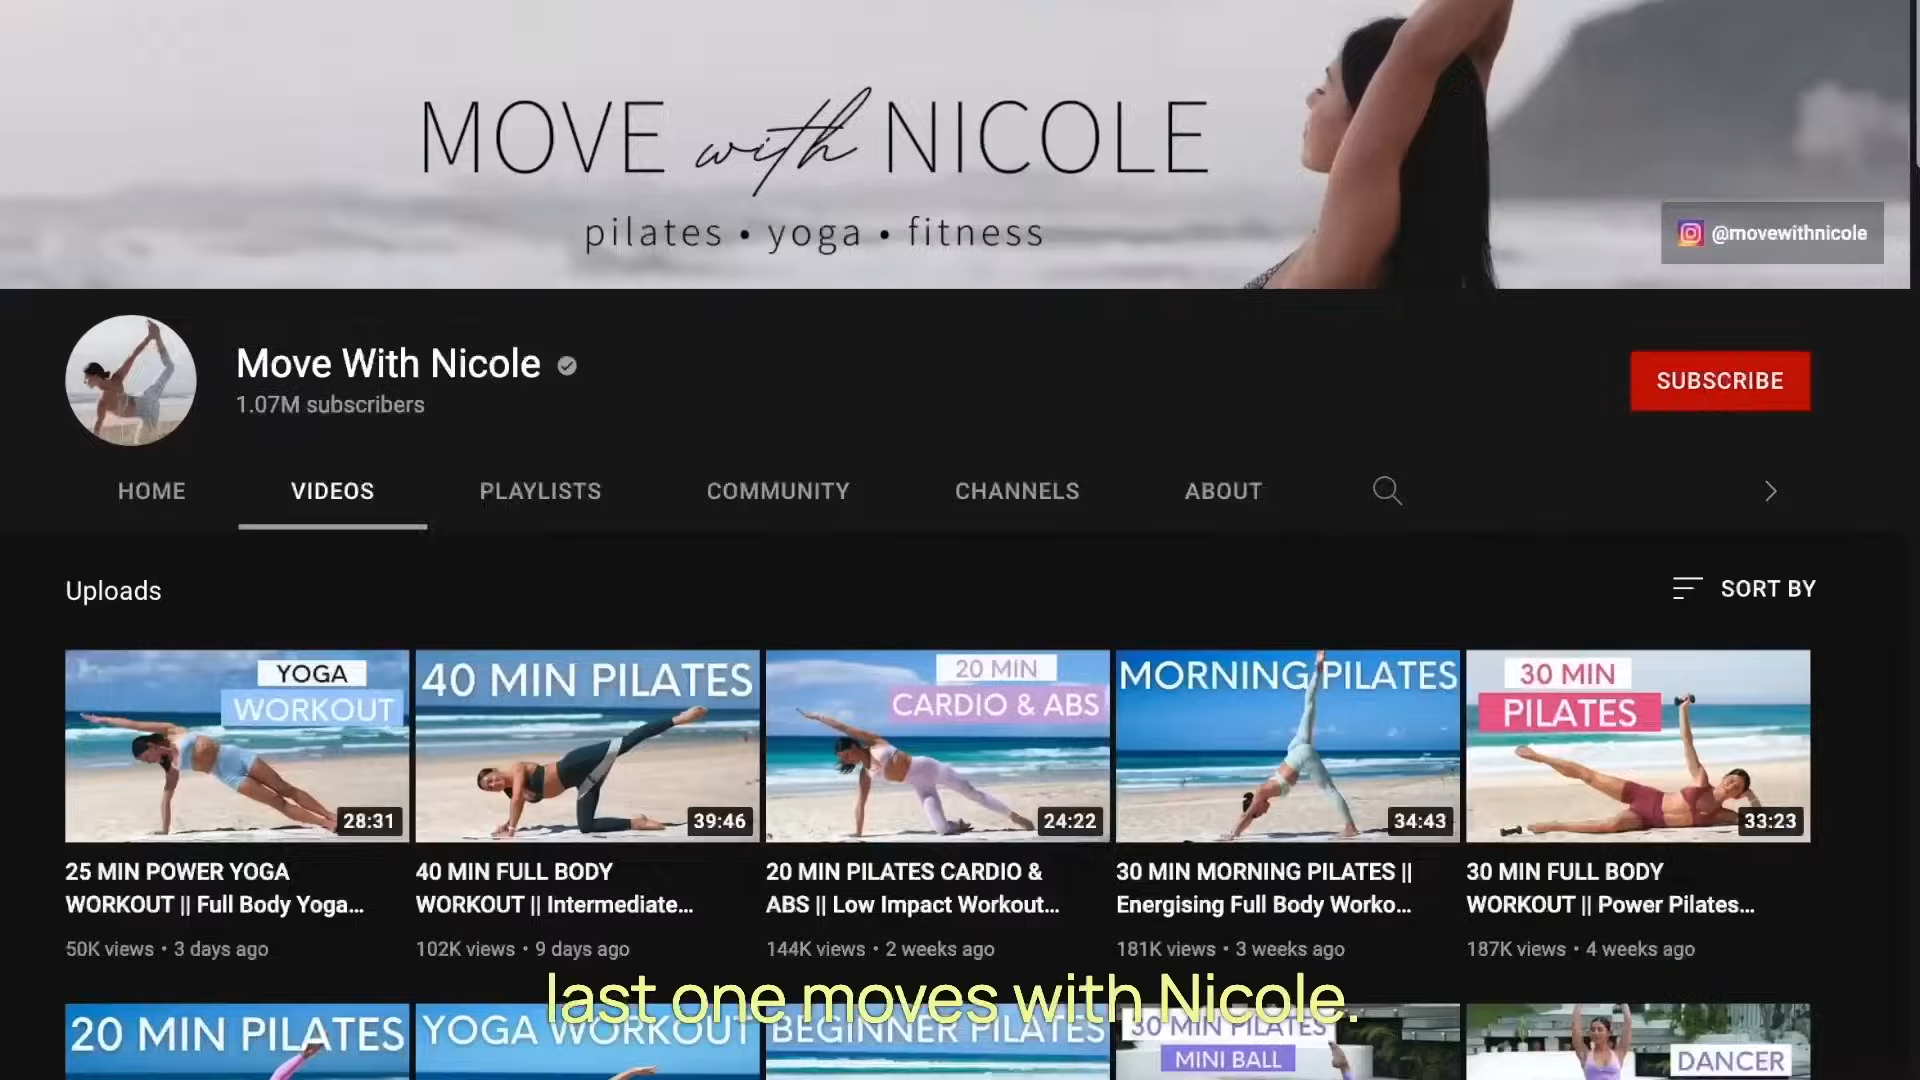 MOVE with NICOLE
pilates • yoga • fitness
@movewithnicole
Move With Nicole
1.07M subscribers
SUBSCRIBE
HOME VIDEOS PLAYLISTS COMMUNITY CHANNELS ABOUT
Uploads
SORT BY
YOGA
WORKOUT
28:31
40 MIN PILATES
39:46
20 MIN
CARDIO & ABS
24:22
MORNING PILATES
34:43
30 MIN
PILATES
33:23
25 MIN POWER YOGA
WORKOUT || Full Body Yoga...
50K views • 3 days ago
40 MIN FULL BODY
WORKOUT || Intermediate...
102K views • 9 days ago
20 MIN PILATES CARDIO &
ABS || Low Impact Workout...
144K views • 2 weeks ago
30 MIN MORNING PILATES ||
Energising Full Body Worko...
181K views • 3 weeks ago
30 MIN FULL BODY
WORKOUT || Power Pilates...
187K views • 4 weeks ago
last one moves with Nicole.
20 MIN PILATES
YOGA WORKOUT
BEGINNER PILATES
30 MIN PILATES
MINI BALL
DANCER